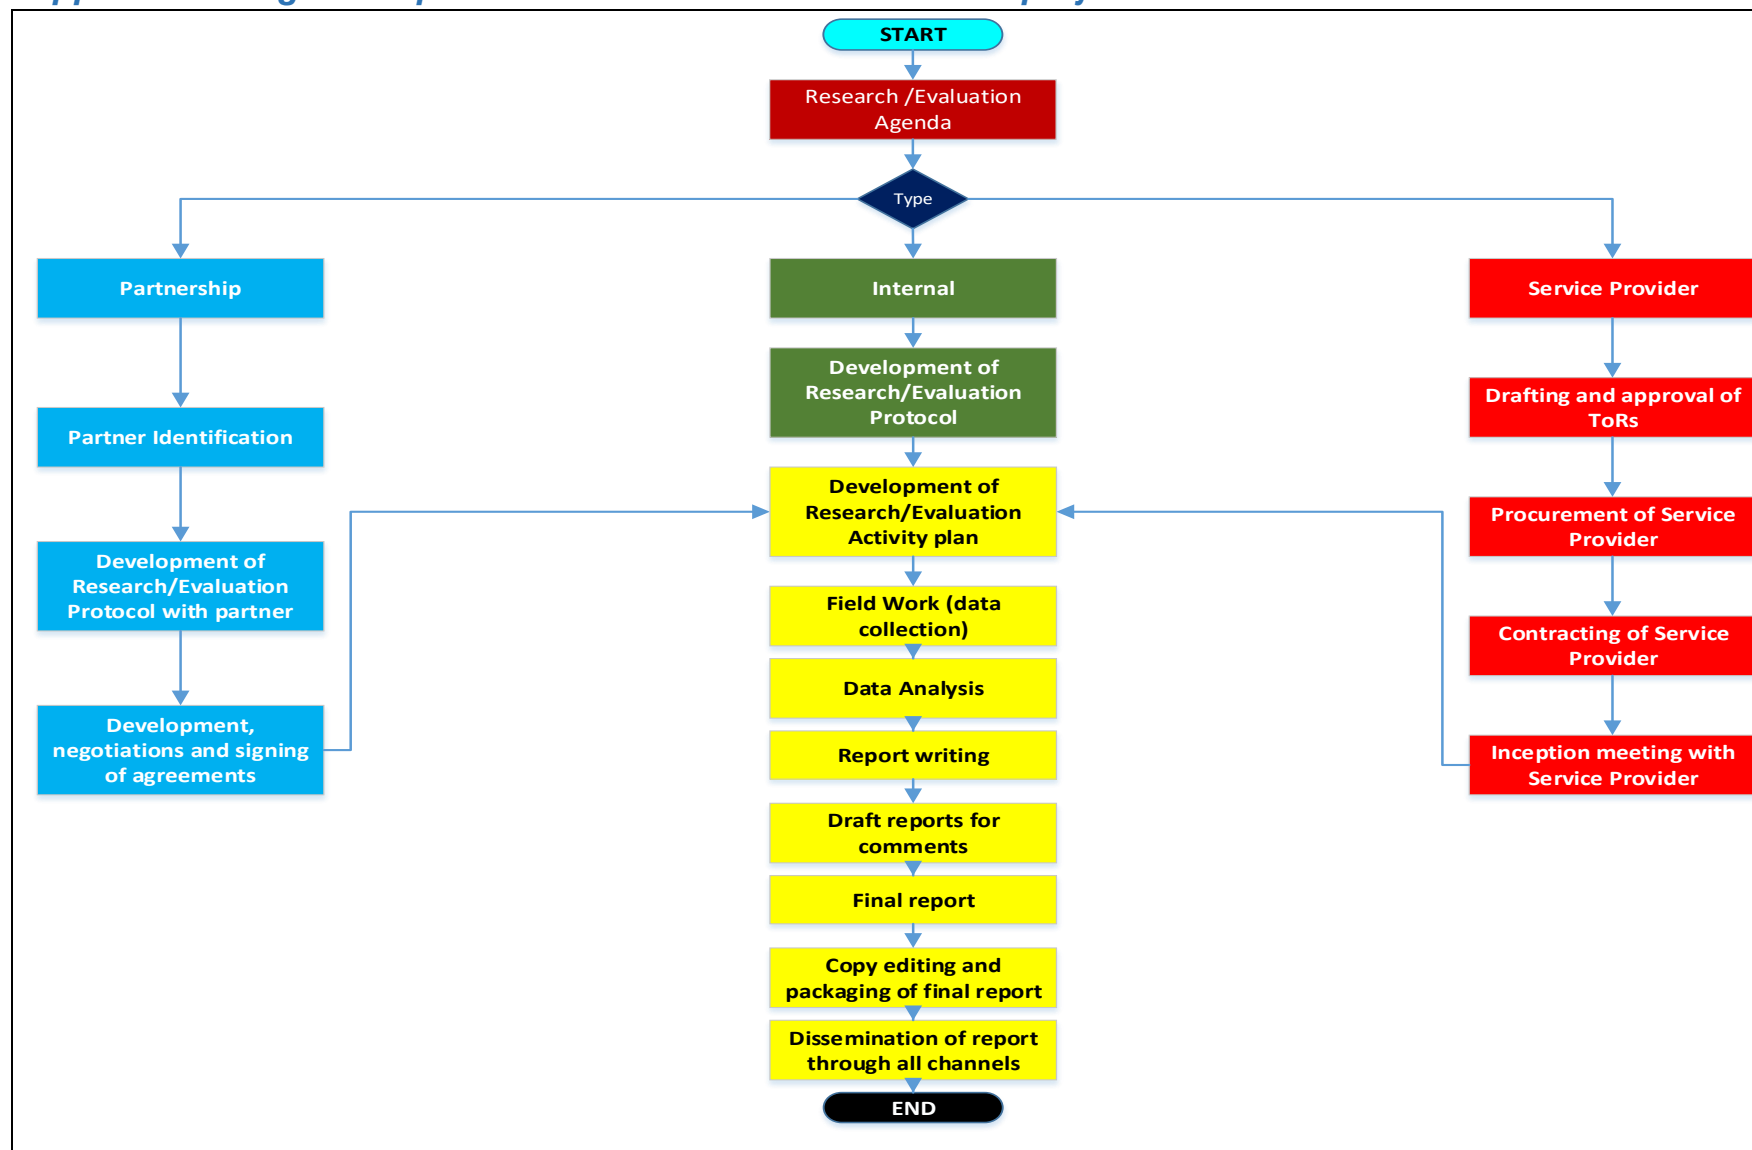 START
Research /Evaluation
Agenda
Type
Partnership
Partner Identification
Development of
Research/Evaluation
Protocol with partner
Development,
negotiations and signing
of agreements
Internal
Development of
Research/Evaluation
Protocol
Development of
Research/Evaluation
Activity plan
Field Work (data
collection)
Data Analysis
Report writing
Draft reports for
comments
Final report
Copy editing and
packaging of final report
Dissemination of report
through all channels
END
Service Provider
Drafting and approval of
ToRs
Procurement of Service
Provider
Contracting of Service
Provider
Inception meeting with
Service Provider